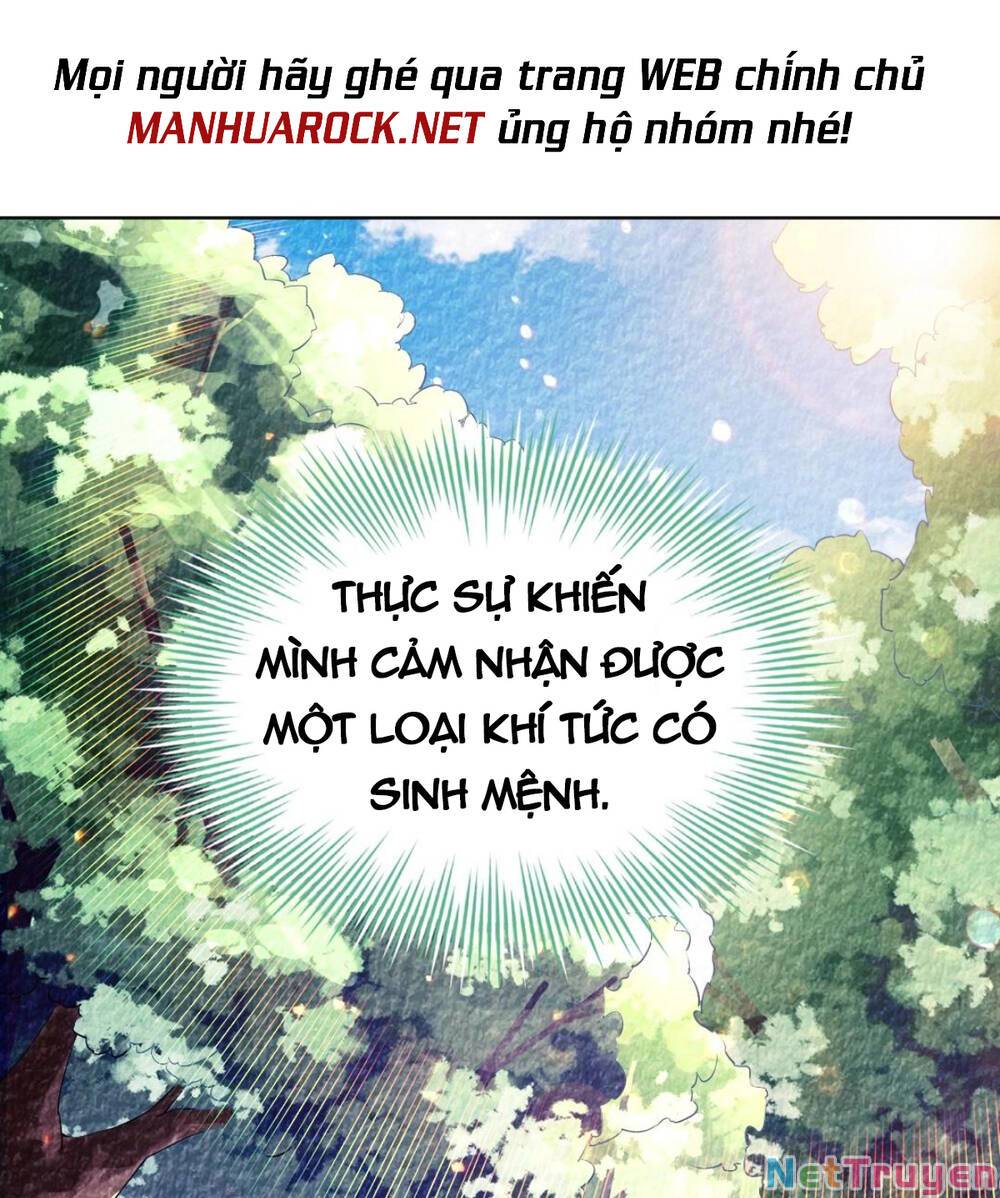 Mọi người hãy ghé qua trang WEB chính chủ
MANHUAROCK.NET ủng hộ nhóm nhé!
THỰC SỰ KHIẾN
MÌNH CẢM NHẬN ĐƯỢC
MỘT LOẠI KHÍ TỨC CÓ
SINH MỆNH.
NetTruyen